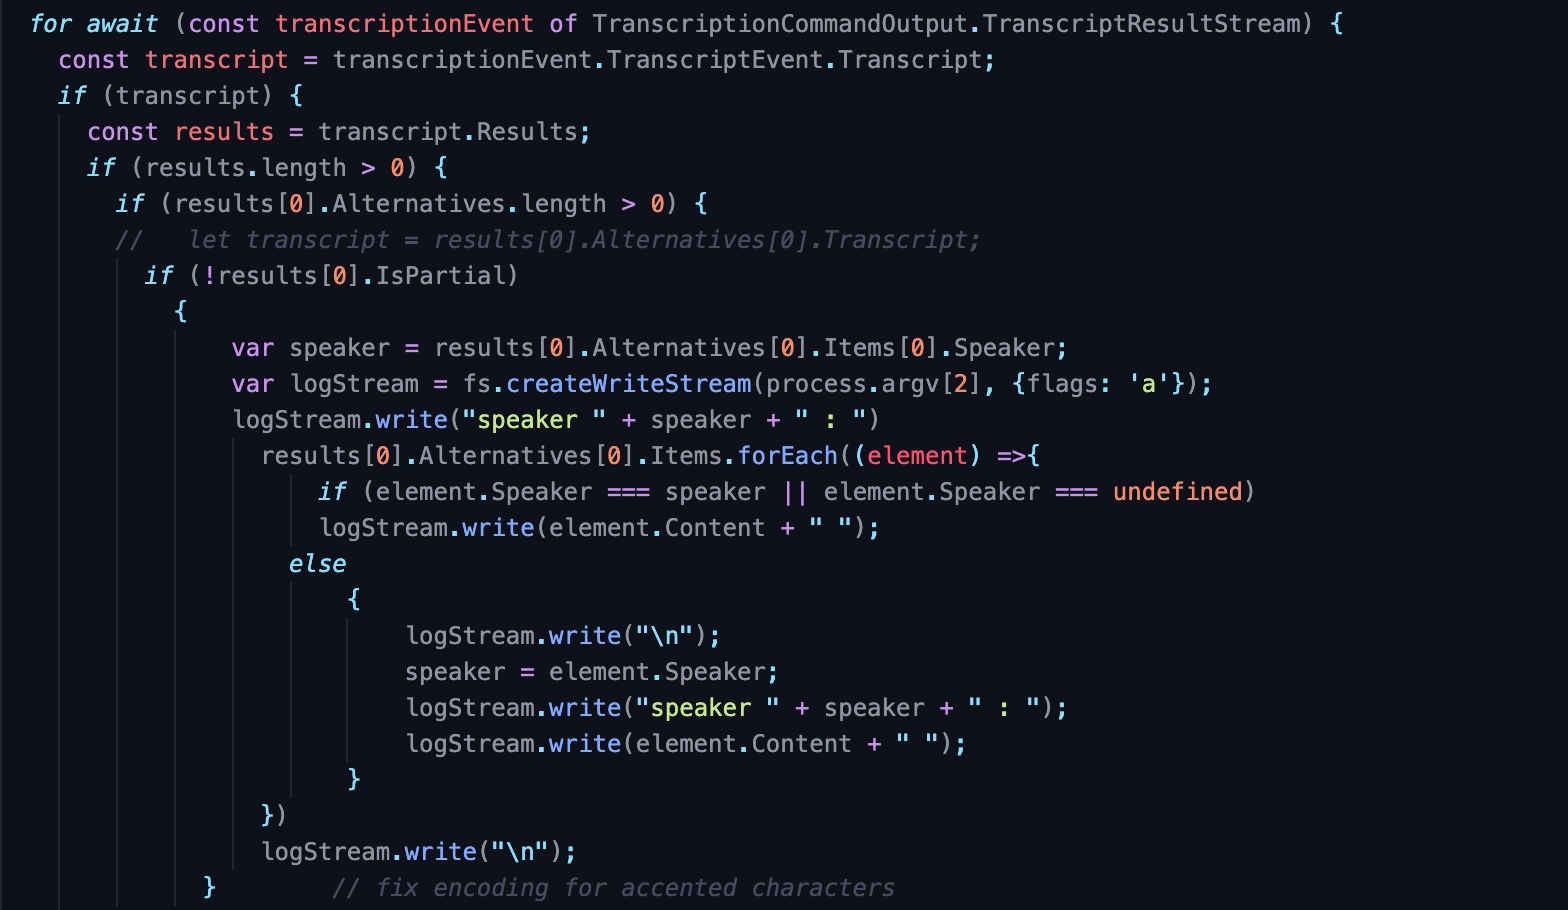 for await (const transcriptionEvent of TranscriptionCommandOutput.TranscriptResultStream) {
const transcript = transcriptionEvent.TranscriptEvent.Transcript;
if (transcript) {
const results = transcript.Results;
if (results.length > 0) {
if (results[0].Alternatives.length > 0) {
//   let transcript = results[0].Alternatives[0].Transcript;
if (!results[0].IsPartial)
{
var speaker = results[0].Alternatives[0].Items[0].Speaker;
var logStream = fs.createWriteStream(process.argv[2], {flags: 'a'});
logStream.write("speaker " + speaker + " : ")
results[0].Alternatives[0].Items.forEach((element) =>{
if (element.Speaker === speaker || element.Speaker === undefined)
logStream.write(element.Content + " ");
else
{
logStream.write("\n");
speaker = element.Speaker;
logStream.write("speaker " + speaker + " : ");
logStream.write(element.Content + " ");
}
})
logStream.write("\n");
}        // fix encoding for accented characters